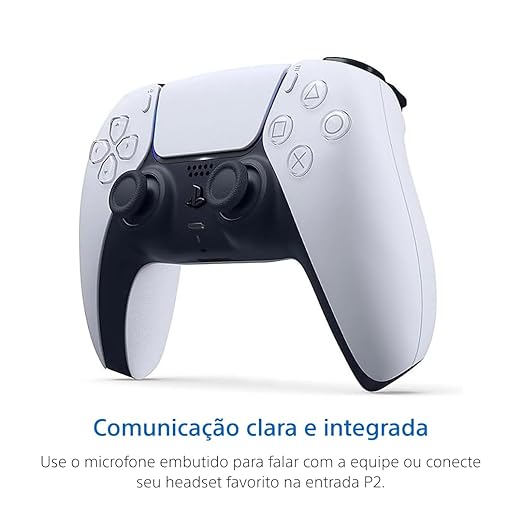 Comunicação clara e integrada
Use o microfone embutido para falar com a equipe ou conecte
seu headset favorito na entrada P2.